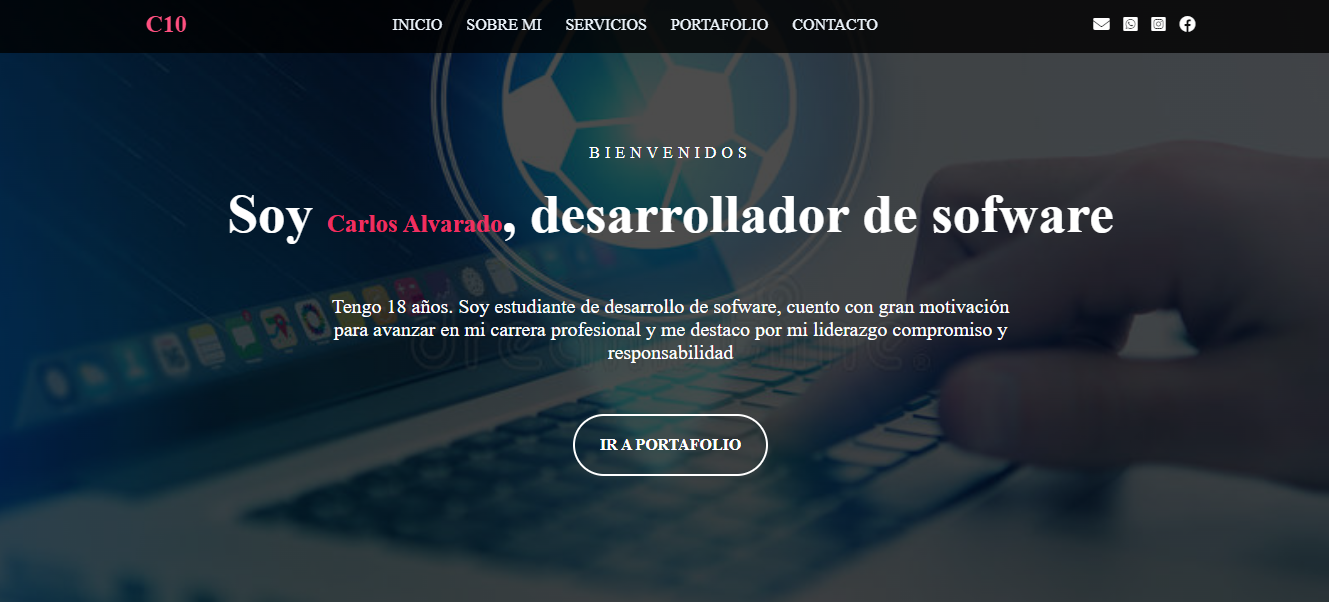 C10
INICIO SOBRE MI SERVICIOS PORTAFOLIO CONTACTO
BIENVENIDOS
Soy Carlos Alvarado, desarrollador de sofware
Tengo 18 años. Soy estudiante de desarrollo de sofware, cuento con gran motivación
para avanzar en mi carrera profesional y me destaco por mi liderazgo compromiso y
responsabilidad
IR A PORTAFOLIO